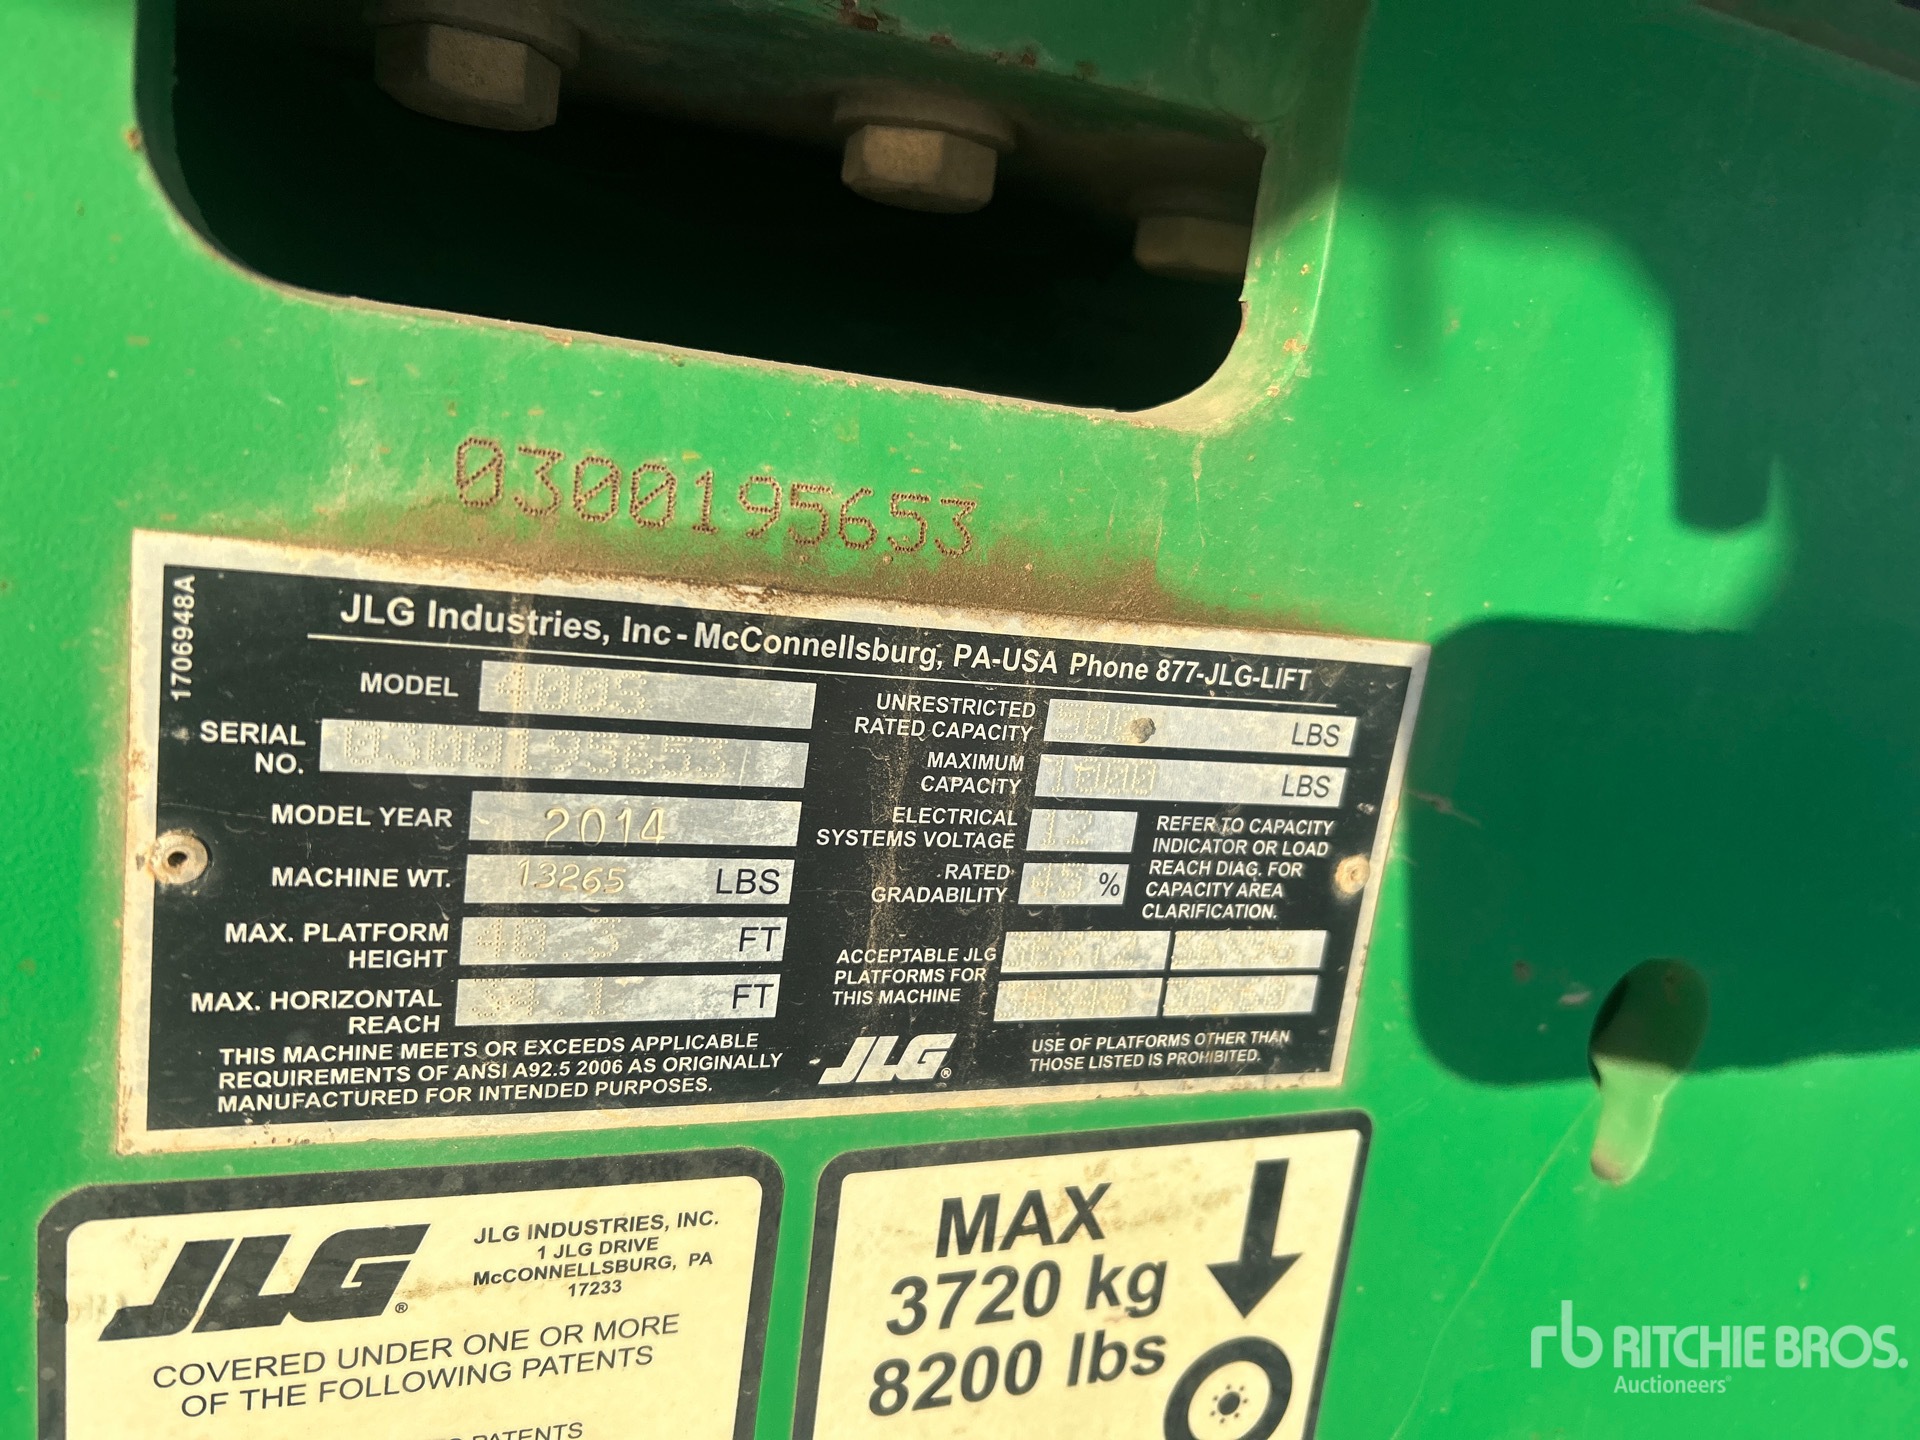 0300195653
1706948A
JLG Industries, Inc - McConnellsburg, PA-USA Phone 877-JLG-LIFT
MODEL 400S
SERIAL NO. 0300195653
MODEL YEAR 2014
MACHINE WT. 13265 LBS
MAX. PLATFORM HEIGHT 40.3 FT
MAX. HORIZONTAL REACH FT
THIS MACHINE MEETS OR EXCEEDS APPLICABLE
REQUIREMENTS OF ANSI A92.5 2006 AS ORIGINALLY
MANUFACTURED FOR INTENDED PURPOSES.
UNRESTRICTED RATED CAPACITY LBS
MAXIMUM CAPACITY 1000 LBS
ELECTRICAL SYSTEMS VOLTAGE 12
RATED GRADABILITY 45 %
REFER TO CAPACITY
INDICATOR OR LOAD
REACH DIAG. FOR
CAPACITY AREA
CLARIFICATION.
ACCEPTABLE JLG
PLATFORMS FOR
THIS MACHINE
JLG®
USE OF PLATFORMS OTHER THAN
THOSE LISTED IS PROHIBITED.
JLG®
JLG INDUSTRIES, INC.
1 JLG DRIVE
McCONNELLSBURG, PA
17233
COVERED UNDER ONE OR MORE
OF THE FOLLOWING PATENTS
PATENTS
MAX
3720 kg
8200 lbs
rb RITCHIE BROS.
Auctioneers